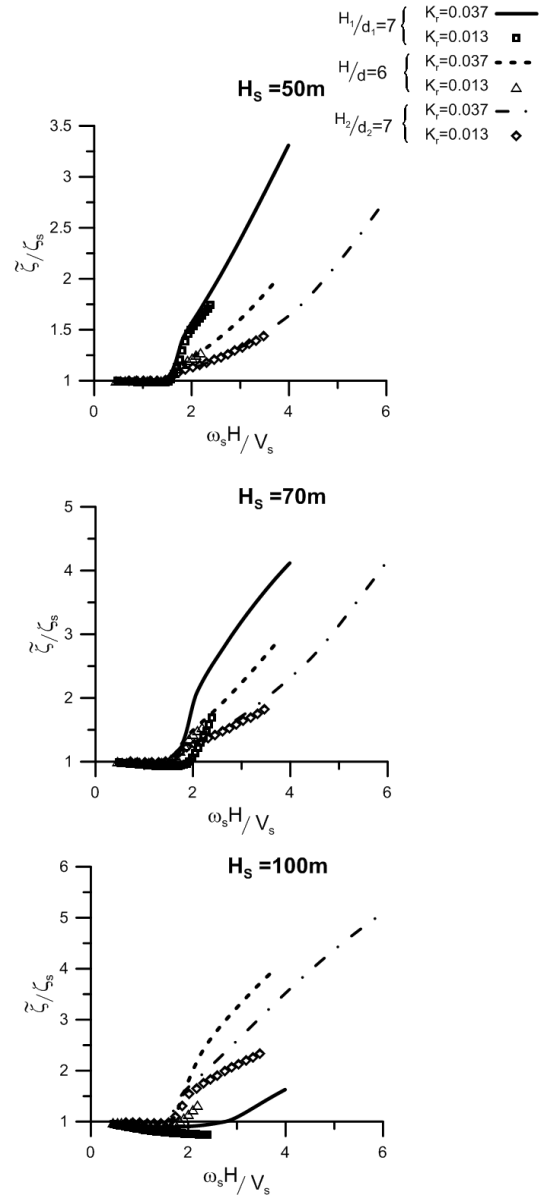 H₁/d₁=7 { Kᵣ=0.037
Kᵣ=0.013
H/d=6 { Kᵣ=0.037
Kᵣ=0.013
H₂/d₂=7 { Kᵣ=0.037
Kᵣ=0.013
Hₛ =50m
3.5
3
2.5
2
1.5
1
ζ̃/ζₛ
0 2 4 6
ωₛH/Vₛ
Hₛ =70m
5
4
3
2
1
ζ̃/ζₛ
0 2 4 6
ωₛH/Vₛ
Hₛ =100m
6
5
4
3
2
1
ζ̃/ζₛ
0 2 4 6
ωₛH/Vₛ